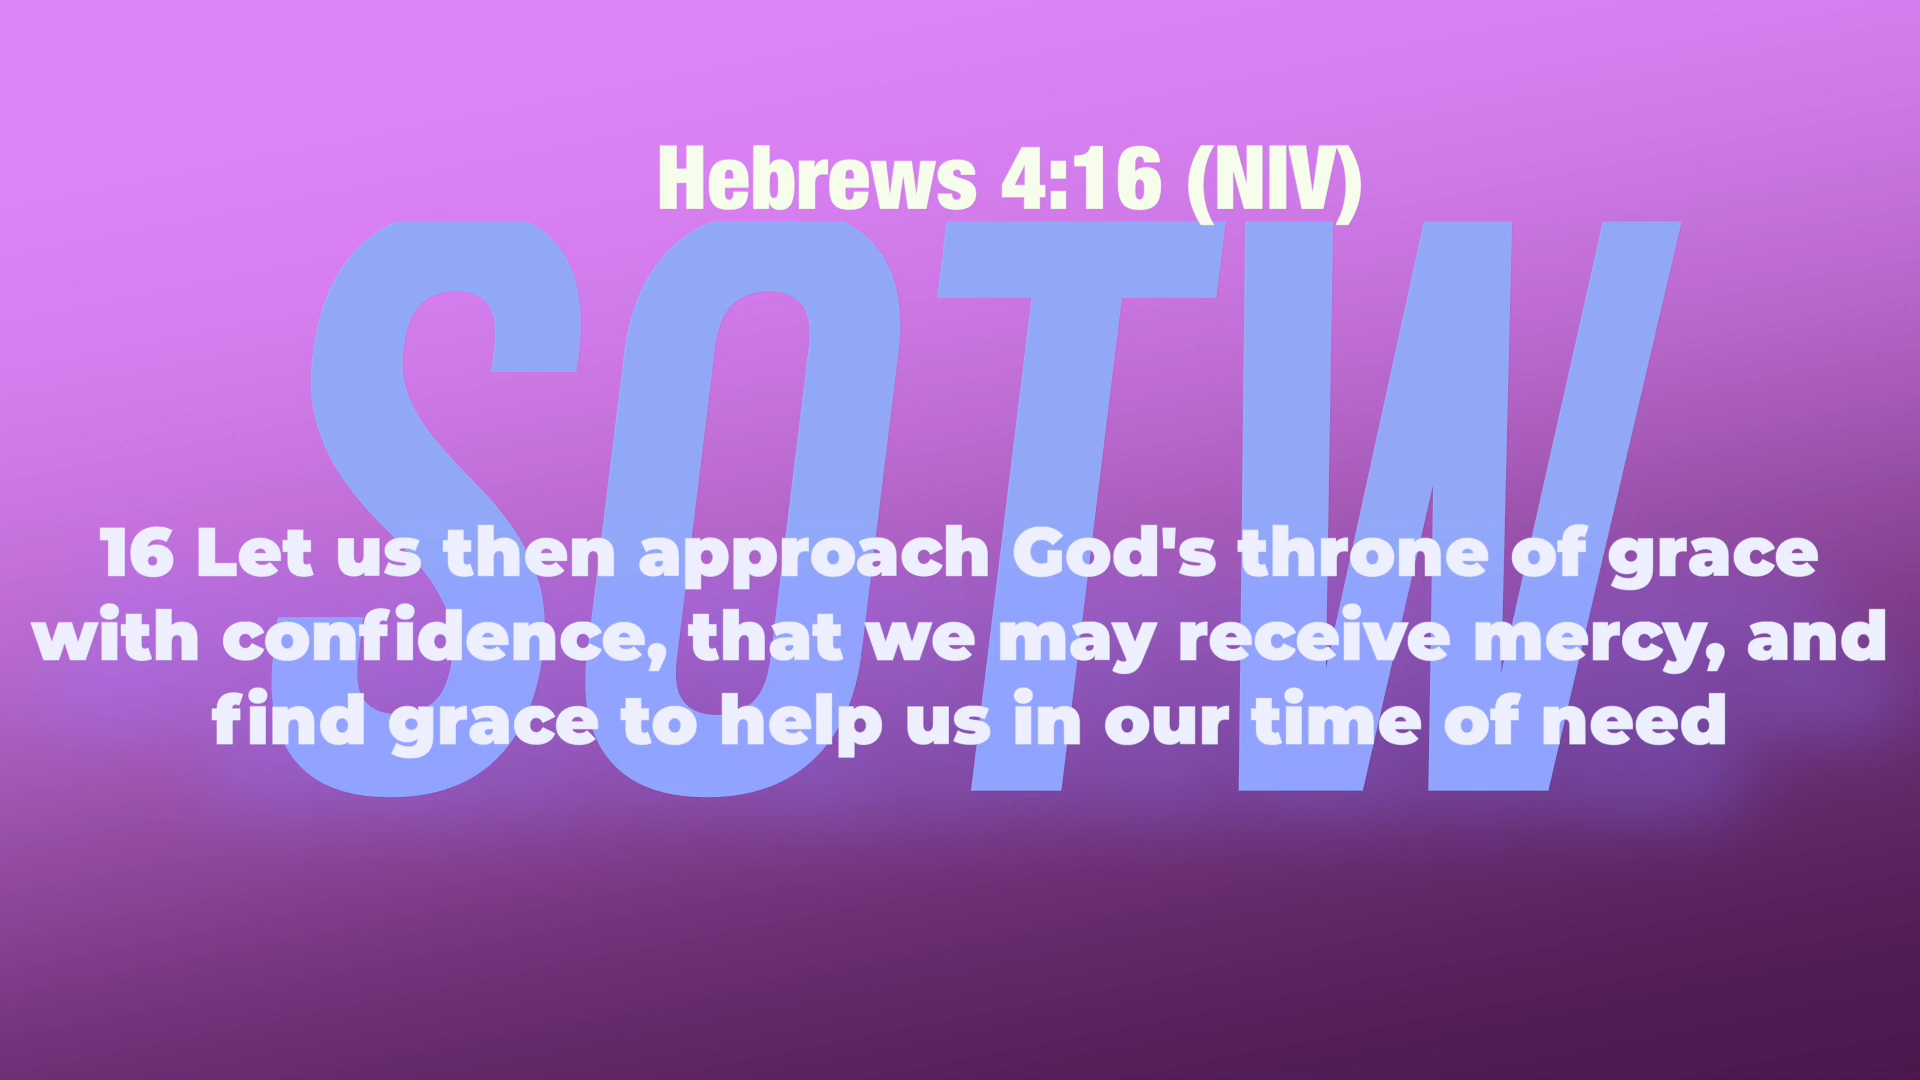 Hebrews 4:16 (NIV)
SOTW
16 Let us then approach God's throne of grace
with confidence, that we may receive mercy, and
find grace to help us in our time of need